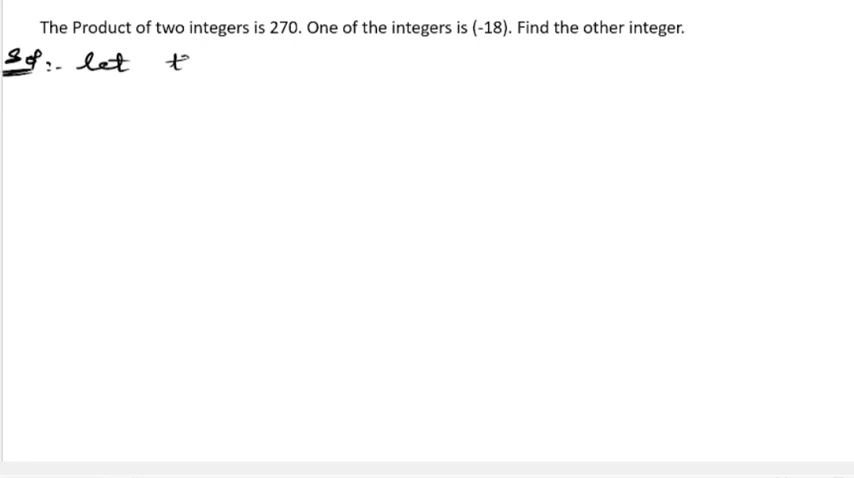 The Product of two integers is 270. One of the integers is (-18). Find the other integer.
Sol:- let t